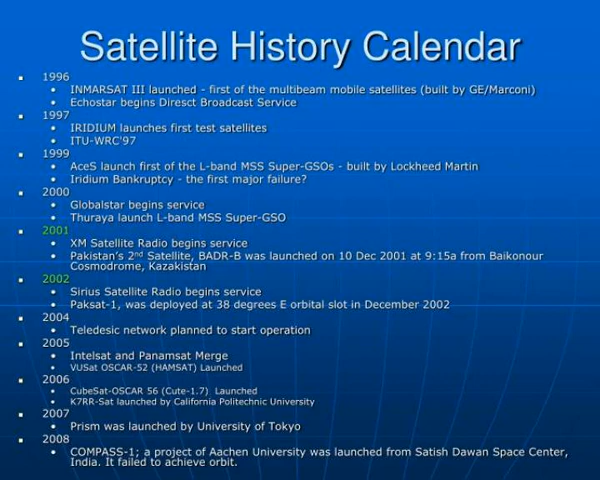 Satellite History Calendar
1996
INMARSAT III launched - first of the multibeam mobile satellites (built by GE/Marconi)
Echostar begins Diresct Broadcast Service
1997
IRIDIUM launches first test satellites
ITU-WRC'97
1999
AceS launch first of the L-band MSS Super-GSOs - built by Lockheed Martin
Iridium Bankruptcy - the first major failure?
2000
Globalstar begins service
Thuraya launch L-band MSS Super-GSO
2001
XM Satellite Radio begins service
Pakistan's 2nd Satellite, BADR-B was launched on 10 Dec 2001 at 9:15a from Baikonour
Cosmodrome, Kazakistan
2002
Sirius Satellite Radio begins service
Paksat-1, was deployed at 38 degrees E orbital slot in December 2002
2004
Teledesic network planned to start operation
2005
Intelsat and Panamsat Merge
VUSat OSCAR-52 (HAMSAT) Launched
2006
CubeSat-OSCAR 56 (Cute-1.7) Launched
K7RR-Sat launched by California Politechnic University
2007
Prism was launched by University of Tokyo
2008
COMPASS-1; a project of Aachen University was launched from Satish Dawan Space Center,
India. It failed to achieve orbit.